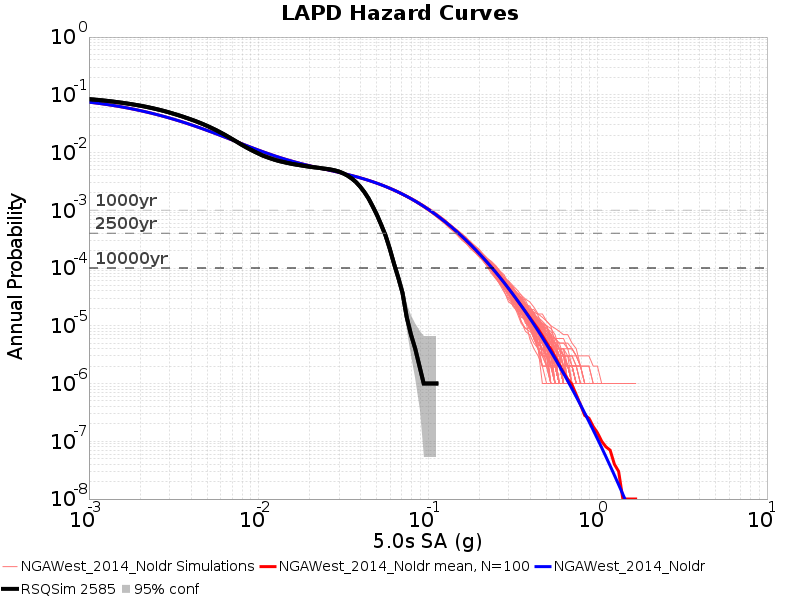 LAPD Hazard Curves
Annual Probability
10^0
10^-1
10^-2
10^-3
10^-4
10^-5
10^-6
10^-7
10^-8
1000yr
2500yr
10000yr
10^-3 10^-2 10^-1 10^0 10^1
5.0s SA (g)
NGAWest_2014_NoIdr Simulations NGAWest_2014_NoIdr mean, N=100 NGAWest_2014_NoIdr
RSQSim 2585 95% conf